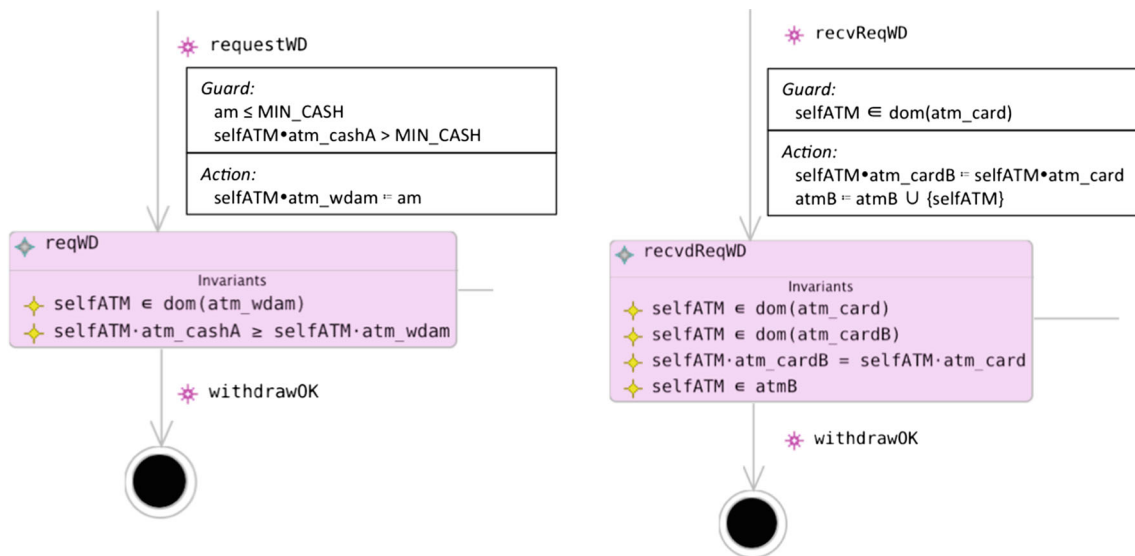 requestWD
Guard:
am ≤ MIN_CASH
selfATM•atm_cashA > MIN_CASH
Action:
selfATM•atm_wdam ≔ am
reqWD
Invariants
selfATM ∈ dom(atm_wdam)
selfATM·atm_cashA ≥ selfATM·atm_wdam
withdrawOK
recvReqWD
Guard:
selfATM ∈ dom(atm_card)
Action:
selfATM•atm_cardB ≔ selfATM•atm_card
atmB ≔ atmB ∪ {selfATM}
recvdReqWD
Invariants
selfATM ∈ dom(atm_card)
selfATM ∈ dom(atm_cardB)
selfATM·atm_cardB = selfATM·atm_card
selfATM ∈ atmB
withdrawOK